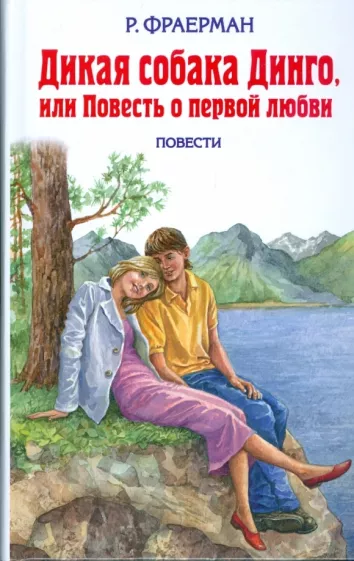 Р. ФРАЕРМАН
Дикая собака Динго,
или Повесть о первой любви
ПОВЕСТИ